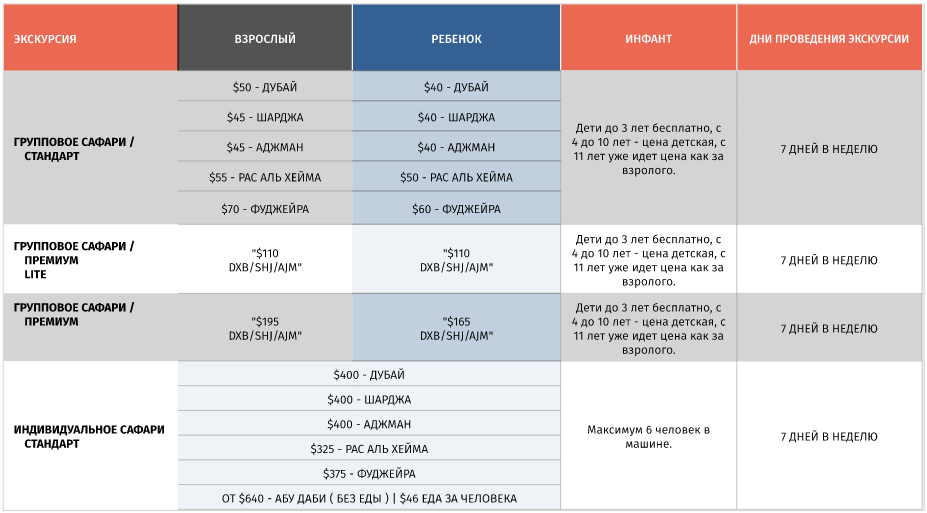 ЭКСКУРСИЯ
ВЗРОСЛЫЙ
РЕБЕНОК
ИНФАНТ
ДНИ ПРОВЕДЕНИЯ ЭКСКУРСИИ
ГРУППОВОЕ САФАРИ /
СТАНДАРТ
$50 - ДУБАЙ
$40 - ДУБАЙ
$45 - ШАРДЖА
$40 - ШАРДЖА
$45 - АДЖМАН
$40 - АДЖМАН
$55 - РАС АЛЬ ХЕЙМА
$50 - РАС АЛЬ ХЕЙМА
$70 - ФУДЖЕЙРА
$60 - ФУДЖЕЙРА
Дети до 3 лет бесплатно, с
4 до 10 лет - цена детская, с
11 лет уже идет цена как за
взролого.
7 ДНЕЙ В НЕДЕЛЮ
ГРУППОВОЕ САФАРИ /
ПРЕМИУМ
LITE
"$110
DXB/SHJ/AJM"
"$110
DXB/SHJ/AJM"
Дети до 3 лет бесплатно, с
4 до 10 лет - цена детская, с
11 лет уже идет цена как за
взролого.
7 ДНЕЙ В НЕДЕЛЮ
ГРУППОВОЕ САФАРИ /
ПРЕМИУМ
"$195
DXB/SHJ/AJM"
"$165
DXB/SHJ/AJM"
Дети до 3 лет бесплатно, с
4 до 10 лет - цена детская, с
11 лет уже идет цена как за
взролого.
7 ДНЕЙ В НЕДЕЛЮ
ИНДИВИДУАЛЬНОЕ САФАРИ
СТАНДАРТ
$400 - ДУБАЙ
$400 - ШАРДЖА
$400 - АДЖМАН
$325 - РАС АЛЬ ХЕЙМА
$375 - ФУДЖЕЙРА
ОТ $640 - АБУ ДАБИ ( БЕЗ ЕДЫ ) | $46 ЕДА ЗА ЧЕЛОВЕКА
Максимум 6 человек в
машине.
7 ДНЕЙ В НЕДЕЛЮ